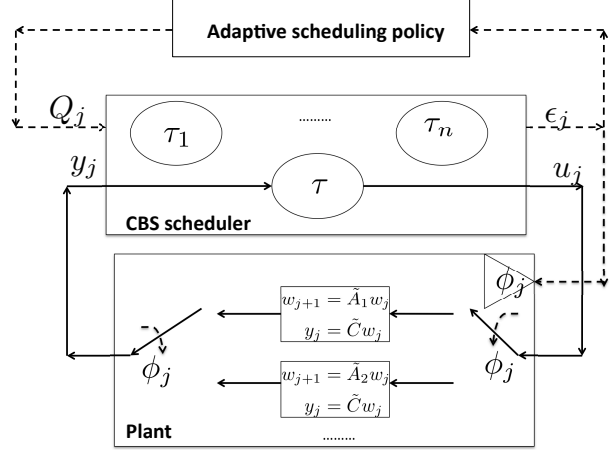 Adaptive scheduling policy
Q_j
.........
ϵ_j
τ_1
τ_n
y_j
τ
u_j
CBS scheduler
ϕ_j
w_{j+1} = Ã_1 w_j
y_j = C̃ w_j
ϕ_j
ϕ_j
w_{j+1} = Ã_2 w_j
y_j = C̃ w_j
Plant
.........